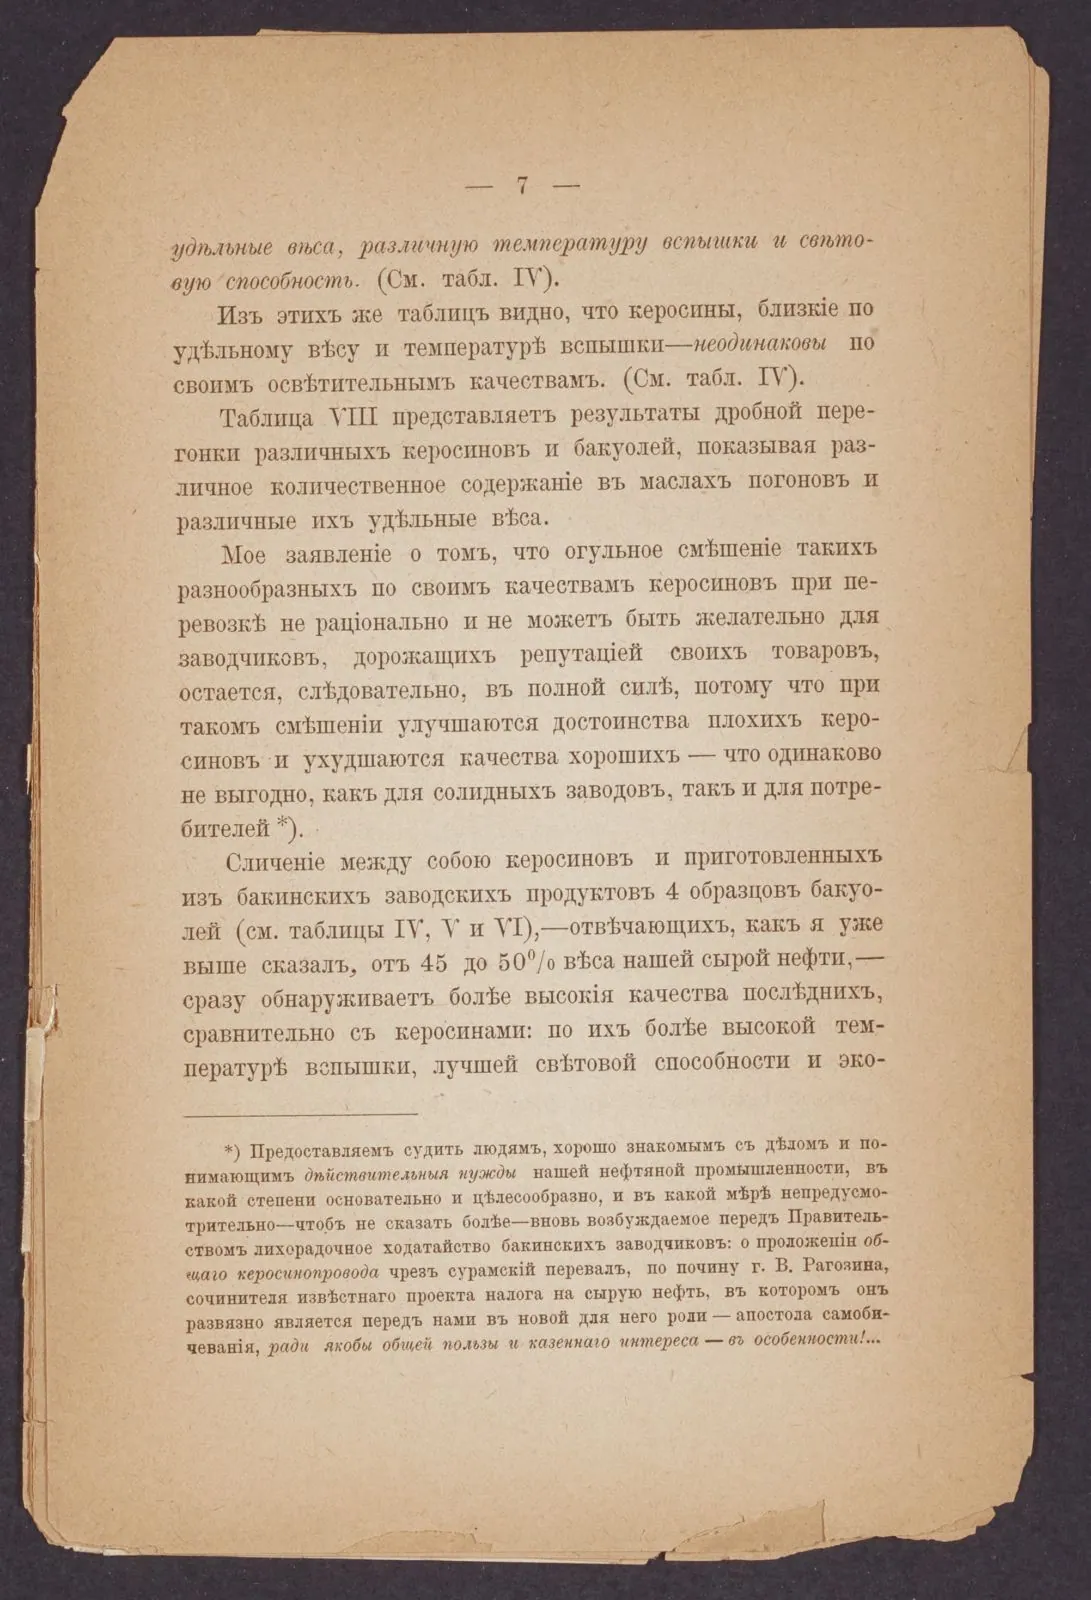 — 7 —
удѣльные вѣса, различную температуру вспышки и свѣто-
вую способность. (См. табл. IV).
Изъ этихъ же таблицъ видно, что керосины, близкіе по
удѣльному вѣсу и температурѣ вспышки—неодинаковы по
своимъ освѣтительнымъ качествамъ. (См. табл. IV).
Таблица VIII представляетъ результаты дробной пере-
гонки различныхъ керосиновъ и бакуолей, показывая раз-
личное количественное содержаніе въ маслахъ погоновъ и
различные ихъ удѣльные вѣса.
Мое заявленіе о томъ, что огульное смѣшеніе такихъ
разнообразныхъ по своимъ качествамъ керосиновъ при пе-
ревозкѣ не раціонально и не можетъ быть желательно для
заводчиковъ, дорожащихъ репутаціей своихъ товаровъ,
остается, слѣдовательно, въ полной силѣ, потому что при
такомъ смѣшеніи улучшаются достоинства плохихъ керо-
синовъ и ухудшаются качества хорошихъ — что одинаково
не выгодно, какъ для солидныхъ заводовъ, такъ и для потре-
бителей *).
Сличеніе между собою керосиновъ и приготовленныхъ
изъ бакинскихъ заводскихъ продуктовъ 4 образцовъ бакуо-
лей (см. таблицы IV, V и VI),—отвѣчающихъ, какъ я уже
выше сказалъ, отъ 45 до 50% вѣса нашей сырой нефти,—
сразу обнаруживаетъ болѣе высокія качества послѣднихъ,
сравнительно съ керосинами: по ихъ болѣе высокой тем-
пературѣ вспышки, лучшей свѣтовой способности и эко-
*) Предоставляемъ судить людямъ, хорошо знакомымъ съ дѣломъ и по-
нимающимъ дѣйствительныя нужды нашей нефтяной промышленности, въ
какой степени основательно и цѣлесообразно, и въ какой мѣрѣ непредусмо-
трительно—чтобъ не сказать болѣе—вновь возбуждаемое передъ Правитель-
ствомъ лихорадочное ходатайство бакинскихъ заводчиковъ: о проложеніи об-
щаго керосинопровода чрезъ сурамскій перевалъ, по почину г. В. Рагозина,
сочинителя извѣстнаго проекта налога на сырую нефть, въ которомъ онъ
развязно является передъ нами въ новой для него роли — апостола самоби-
чеванія, ради якобы общей пользы и казеннаго интереса — въ особенности!...